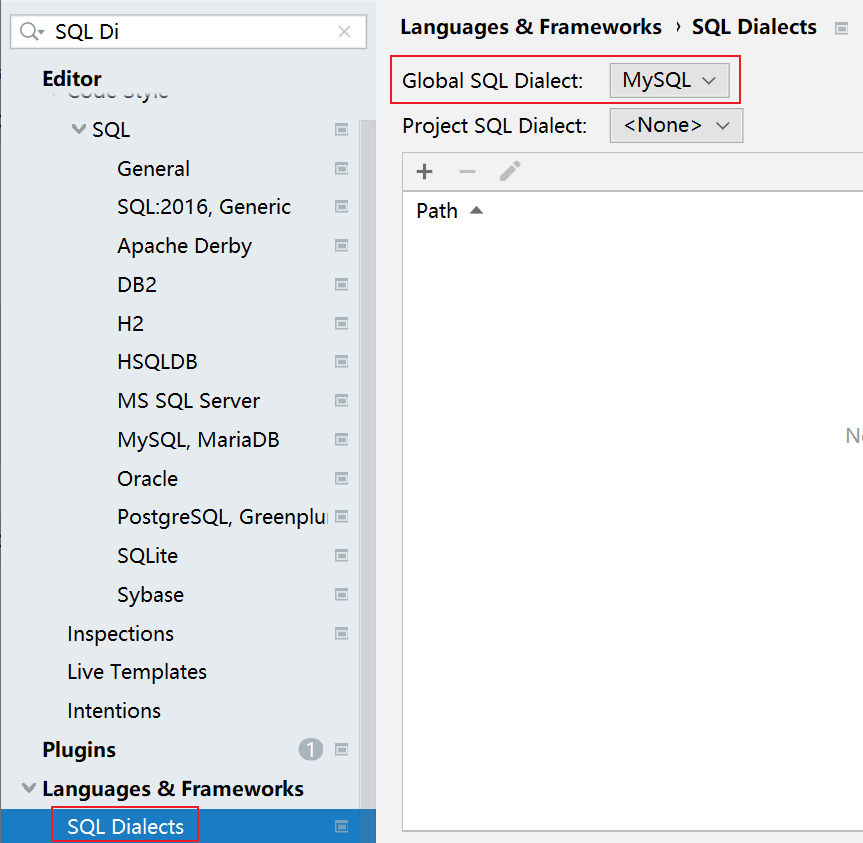 SQL Di
Editor
Code Style
SQL
General
SQL:2016, Generic
Apache Derby
DB2
H2
HSQLDB
MS SQL Server
MySQL, MariaDB
Oracle
PostgreSQL, Greenplu
SQLite
Sybase
Inspections
Live Templates
Intentions
Plugins 1
Languages & Frameworks
SQL Dialects
Languages & Frameworks › SQL Dialects
Global SQL Dialect: MySQL
Project SQL Dialect: <None>
Path